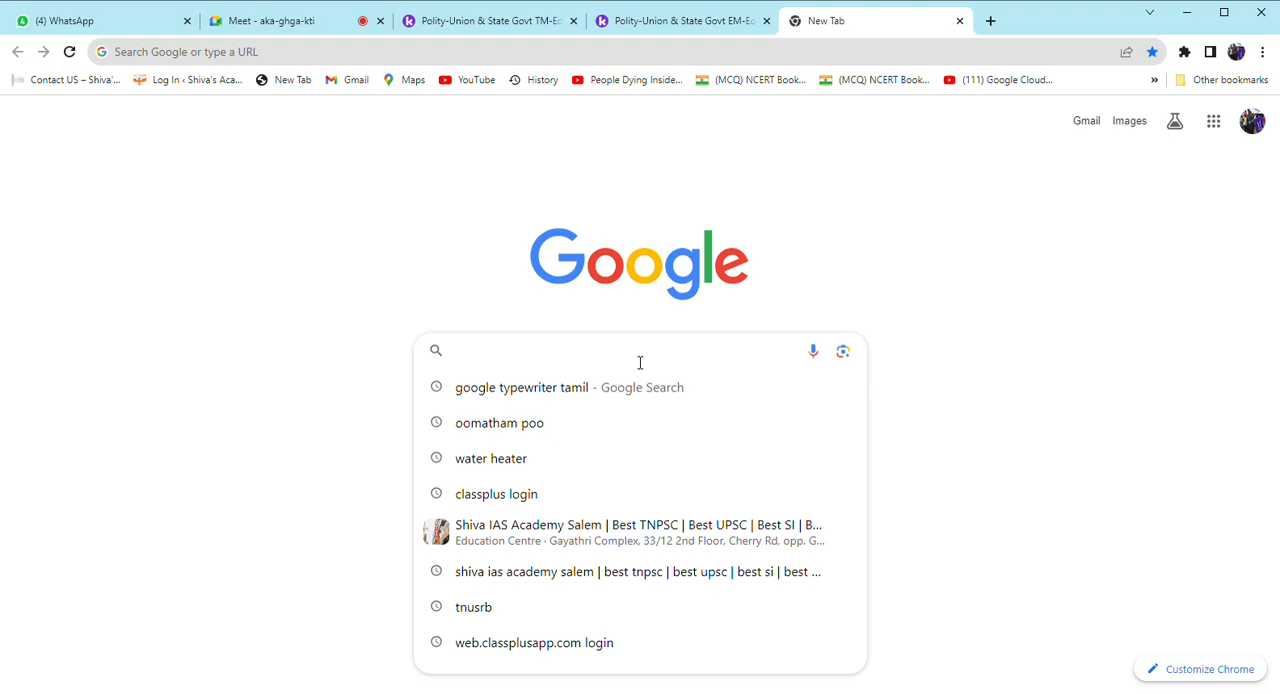 (4) WhatsApp
Meet - aka-ghga-kti
Polity-Union & State Govt TM-Ed
Polity-Union & State Govt EM-Ed
New Tab
Search Google or type a URL
Contact US – Shiva'...
Log In ‹ Shiva's Aca...
New Tab
Gmail
Maps
YouTube
History
People Dying Inside...
(MCQ) NCERT Book...
(MCQ) NCERT Book...
(111) Google Cloud...
»
Other bookmarks
Gmail
Images
Google
google typewriter tamil - Google Search
oomatham poo
water heater
classplus login
Shiva IAS Academy Salem | Best TNPSC | Best UPSC | Best SI | B...
Education Centre · Gayathri Complex, 33/12 2nd Floor, Cherry Rd, opp. G...
shiva ias academy salem | best tnpsc | best upsc | best si | best ...
tnusrb
web.classplusapp.com login
Customize Chrome